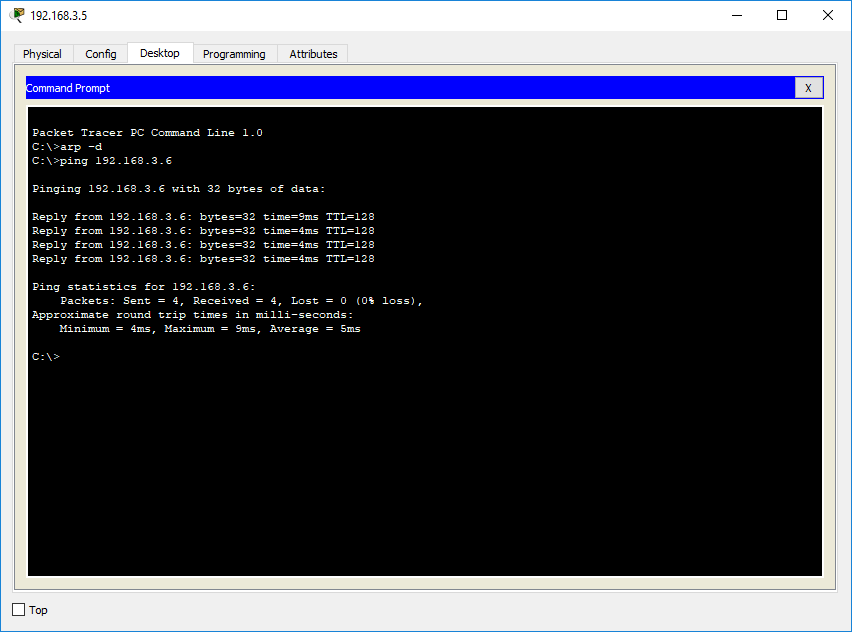 192.168.3.5
Physical Config Desktop Programming Attributes
Command Prompt X
Packet Tracer PC Command Line 1.0
C:\>arp -d
C:\>ping 192.168.3.6
Pinging 192.168.3.6 with 32 bytes of data:
Reply from 192.168.3.6: bytes=32 time=9ms TTL=128
Reply from 192.168.3.6: bytes=32 time=4ms TTL=128
Reply from 192.168.3.6: bytes=32 time=4ms TTL=128
Reply from 192.168.3.6: bytes=32 time=4ms TTL=128
Ping statistics for 192.168.3.6:
    Packets: Sent = 4, Received = 4, Lost = 0 (0% loss),
Approximate round trip times in milli-seconds:
    Minimum = 4ms, Maximum = 9ms, Average = 5ms
C:\>
Top